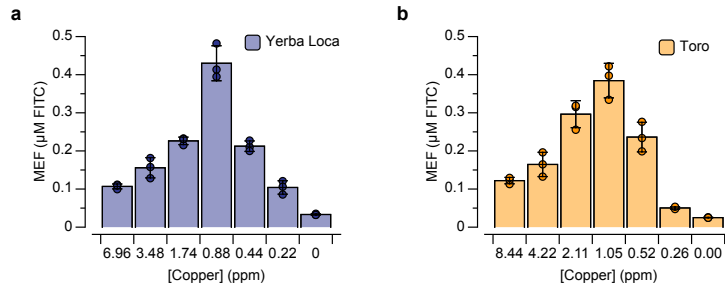 a
Yerba Loca
MEF (µM FITC)
0.5
0.4
0.3
0.2
0.1
0
6.96 3.48 1.74 0.88 0.44 0.22 0
[Copper] (ppm)
b
Toro
MEF (µM FITC)
0.5
0.4
0.3
0.2
0.1
0
8.44 4.22 2.11 1.05 0.52 0.26 0.00
[Copper] (ppm)